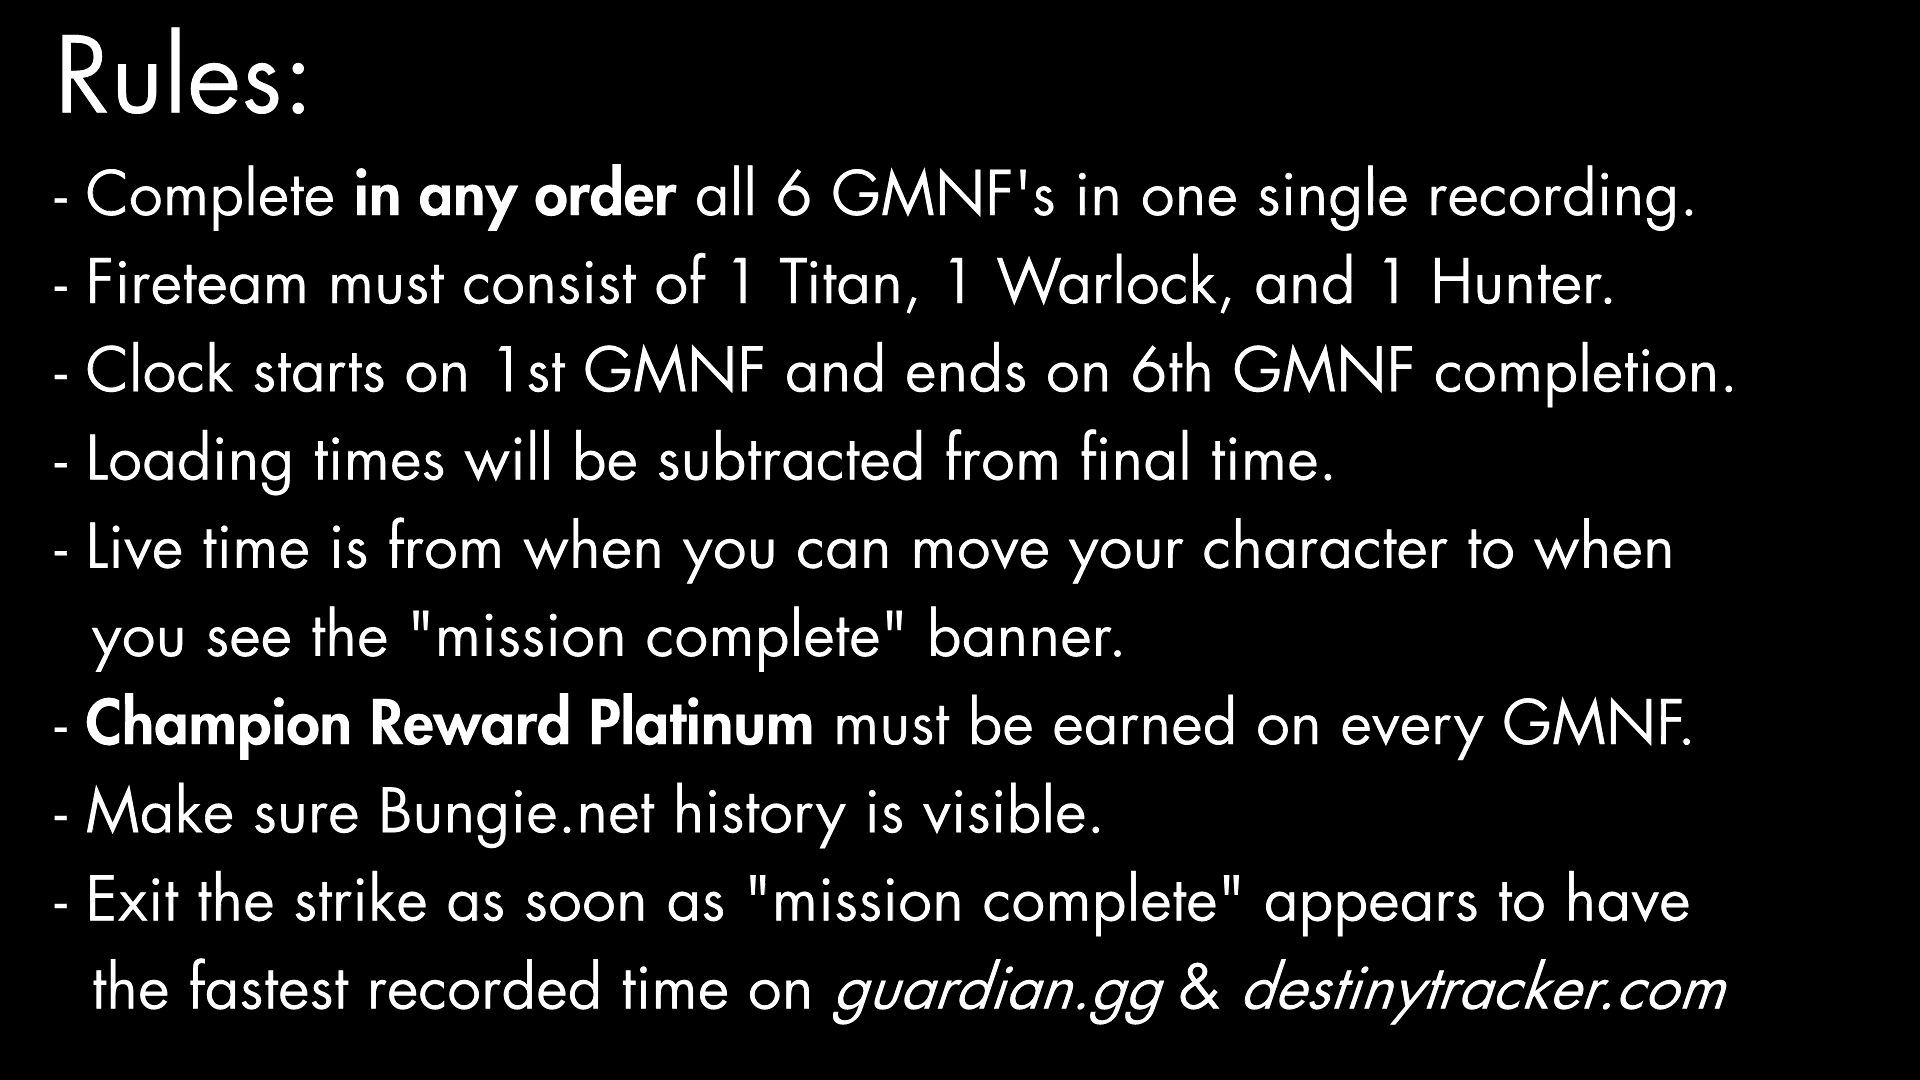 Rules:
- Complete in any order all 6 GMNF's in one single recording.
- Fireteam must consist of 1 Titan, 1 Warlock, and 1 Hunter.
- Clock starts on 1st GMNF and ends on 6th GMNF completion.
- Loading times will be subtracted from final time.
- Live time is from when you can move your character to when
you see the "mission complete" banner.
- Champion Reward Platinum must be earned on every GMNF.
- Make sure Bungie.net history is visible.
- Exit the strike as soon as "mission complete" appears to have
the fastest recorded time on guardian.gg & destinytracker.com